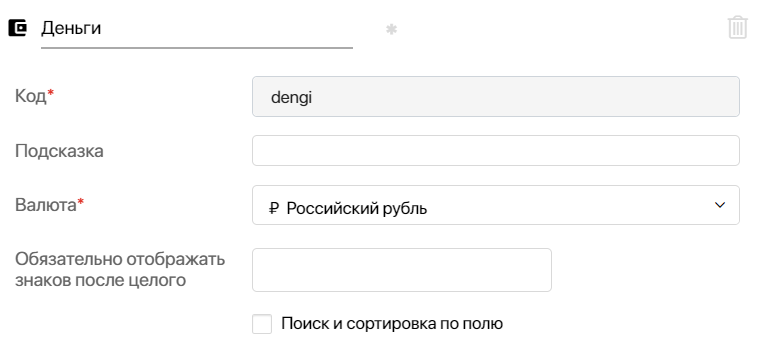 Деньги *
Код*
dengi
Подсказка
Валюта*
₽ Российский рубль
Обязательно отображать
знаков после целого
Поиск и сортировка по полю